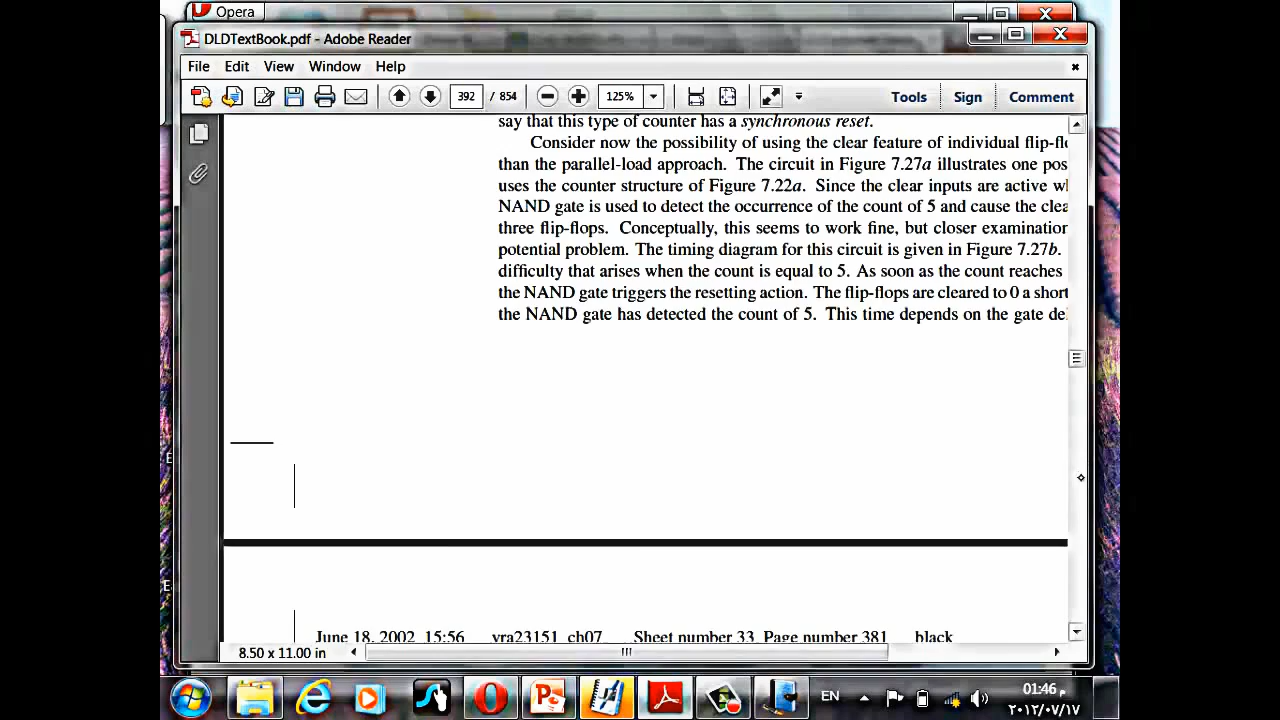 Opera
DLDTextBook.pdf - Adobe Reader
File Edit View Window Help
392 / 854 125% Tools Sign Comment
say that this type of counter has a synchronous reset.
Consider now the possibility of using the clear feature of individual flip-fl
than the parallel-load approach. The circuit in Figure 7.27a illustrates one pos
uses the counter structure of Figure 7.22a. Since the clear inputs are active w
NAND gate is used to detect the occurrence of the count of 5 and cause the clea
three flip-flops. Conceptually, this seems to work fine, but closer examination
potential problem. The timing diagram for this circuit is given in Figure 7.27b.
difficulty that arises when the count is equal to 5. As soon as the count reaches
the NAND gate triggers the resetting action. The flip-flops are cleared to 0 a short
the NAND gate has detected the count of 5. This time depends on the gate de
June 18, 2002 15:56 vra23151_ch07 Sheet number 33 Page number 381 black
8.50 x 11.00 in
EN 01:46 م
٢٠١٣/٠٧/١٧